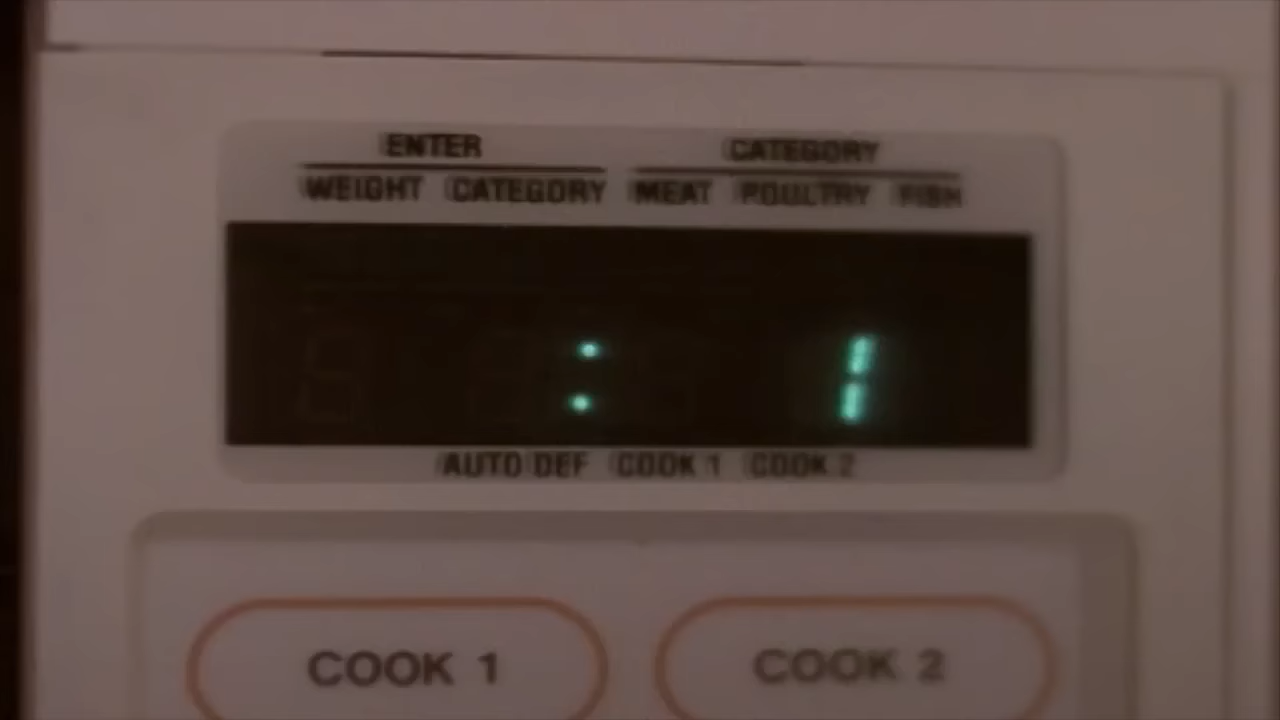 ENTER CATEGORY
WEIGHT CATEGORY MEAT POULTRY FISH
: 1
AUTO DEF COOK 1 COOK 2
COOK 1 COOK 2